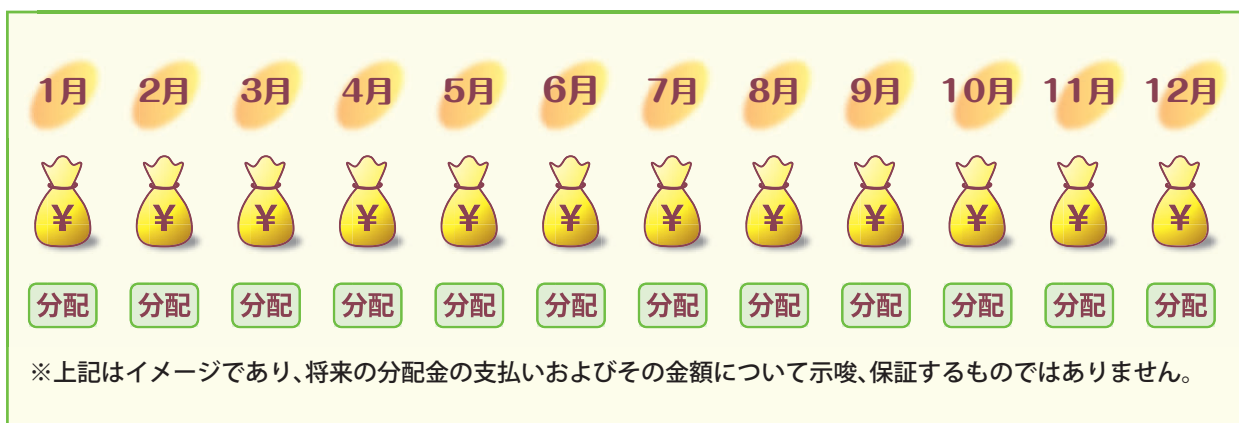 1月 2月 3月 4月 5月 6月 7月 8月 9月 10月 11月 12月
¥ ¥ ¥ ¥ ¥ ¥ ¥ ¥ ¥ ¥ ¥ ¥
分配 分配 分配 分配 分配 分配 分配 分配 分配 分配 分配 分配
※上記はイメージであり、将来の分配金の支払いおよびその金額について示唆、保証するものではありません。